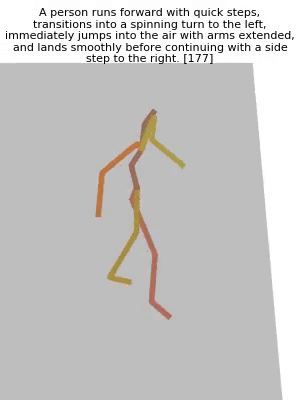 A person runs forward with quick steps,
transitions into a spinning turn to the left,
immediately jumps into the air with arms extended,
and lands smoothly before continuing with a side
step to the right. [177]